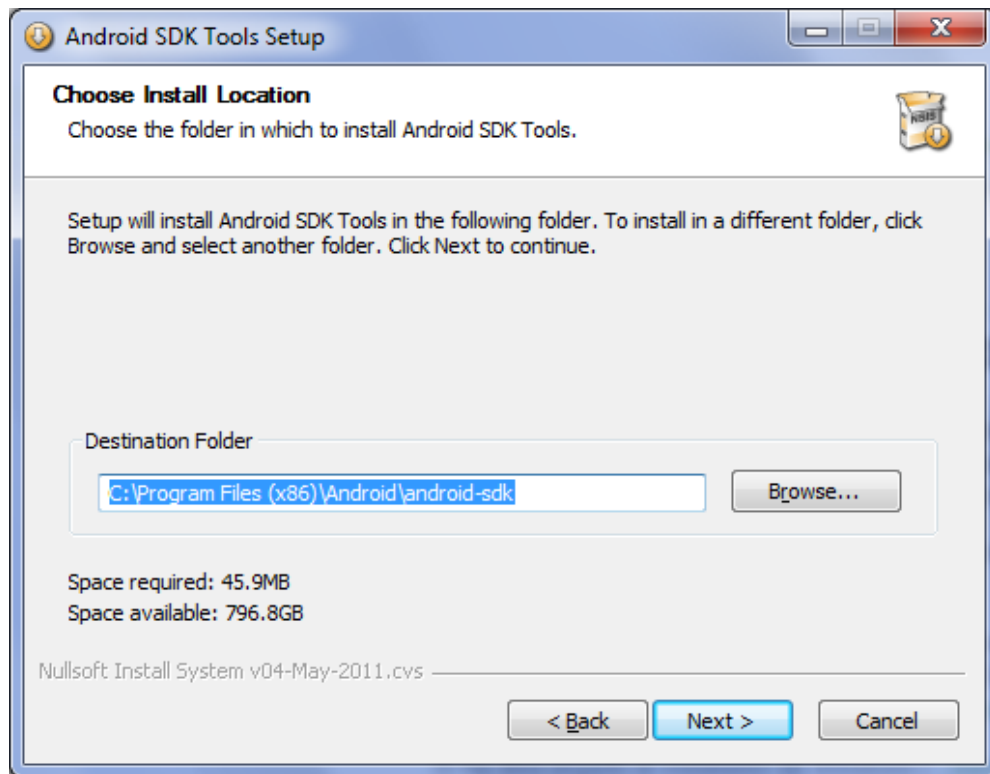 Android SDK Tools Setup
Choose Install Location
Choose the folder in which to install Android SDK Tools.
NSIS
Setup will install Android SDK Tools in the following folder. To install in a different folder, click
Browse and select another folder. Click Next to continue.
Destination Folder
C:\Program Files (x86)\Android\android-sdk
Browse...
Space required: 45.9MB
Space available: 796.8GB
Nullsoft Install System v04-May-2011.cvs
< Back
Next >
Cancel